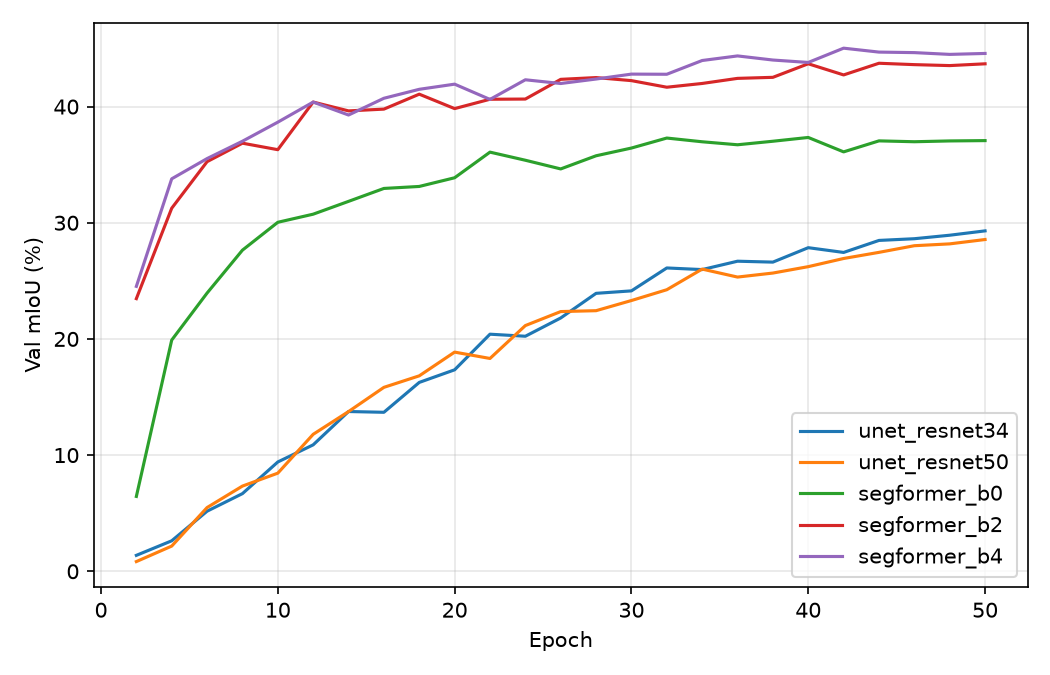 Val mIoU (%)
40
30
20
10
0
0 10 20 30 40 50
Epoch
unet_resnet34
unet_resnet50
segformer_b0
segformer_b2
segformer_b4